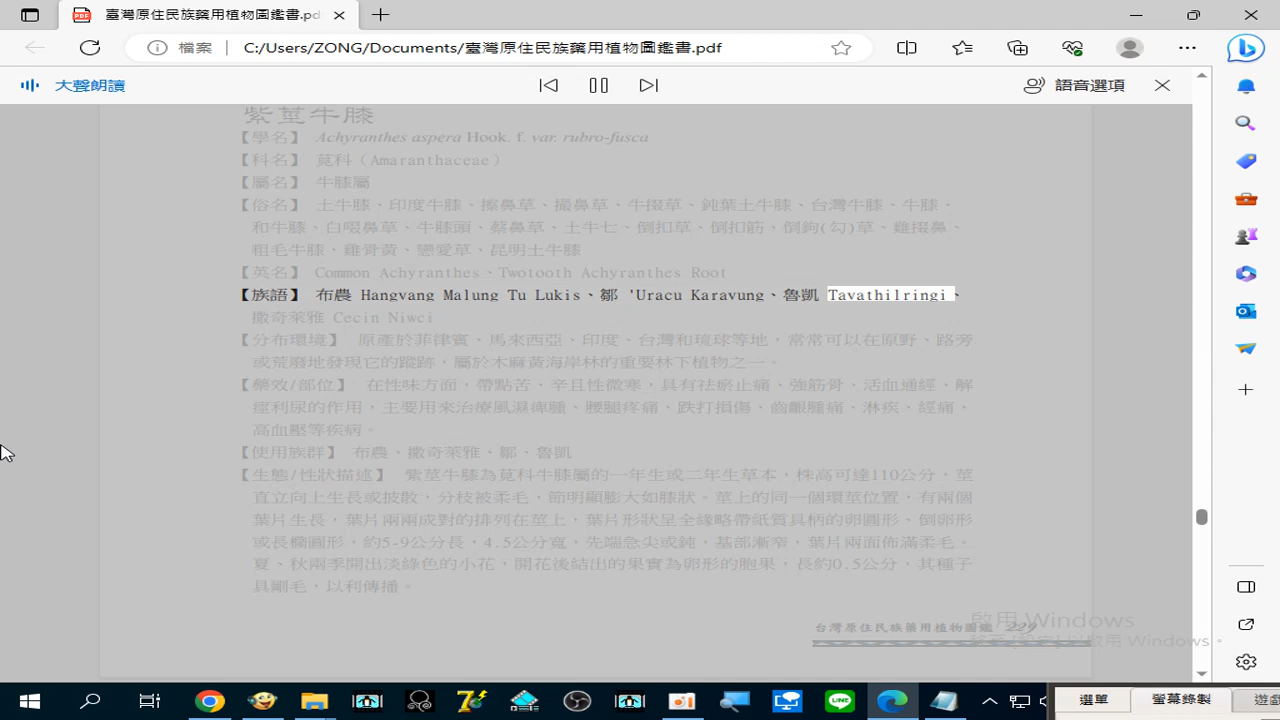 臺灣原住民族藥用植物圖鑑書.pd
檔案 C:/Users/ZONG/Documents/臺灣原住民族藥用植物圖鑑書.pdf
大聲朗讀
語音選項
紫莖牛膝
【學名】 Achyranthes aspera Hook. f. var. rubro-fusca
【科名】 莧科（Amaranthaceae）
【屬名】 牛膝屬
【俗名】 土牛膝、印度牛膝、擦鼻草、撮鼻草、牛掇草、鈍葉土牛膝、台灣牛膝、牛膝、
和牛膝、白啜鼻草、牛膝頭、蔡鼻草、土牛七、倒扣草、倒扣筋、倒鉤(勾)草、雞掇鼻、
粗毛牛膝、雞骨黃、戀愛草、昆明土牛膝
【英名】 Common Achyranthes、Twotooth Achyranthes Root
【族語】 布農 Hangvang Malung Tu Lukis、鄒 'Uracu Karavung、魯凱 Tavathilringi、
撒奇萊雅 Cecin Niwci
【分布環境】 原產於菲律賓、馬來西亞、印度、台灣和琉球等地，常常可以在原野、路旁
或荒廢地發現它的蹤跡，屬於木麻黃海岸林的重要林下植物之一。
【藥效/部位】 在性味方面，帶點苦、辛且性微寒，具有祛瘀止痛、強筋骨、活血通經、解
痙利尿的作用，主要用來治療風濕痺腫、腰腿疼痛、跌打損傷、齒齦腫痛、淋疾、經痛、
高血壓等疾病。
【使用族群】 布農、撒奇萊雅、鄒、魯凱
【生態/性狀描述】 紫莖牛膝為莧科牛膝屬的一年生或二年生草本，株高可達110公分，莖
直立向上生長或披散，分枝被柔毛，節明顯膨大如膝狀。莖上的同一個環莖位置，有兩個
葉片生長，葉片兩兩成對的排列在莖上，葉片形狀呈全緣略帶紙質具柄的卵圓形、倒卵形
或長橢圓形，約5-9公分長，4.5公分寬，先端急尖或鈍，基部漸窄，葉片兩面佈滿柔毛。
夏、秋兩季開出淡綠色的小花，開花後結出的果實為卵形的胞果，長約0.5公分，其種子
具剛毛，以利傳播。
台灣原住民族藥用植物圖鑑 229
啟用 Windows
移至 [設定] 以啟用 Windows。
LINE
選單 螢幕錄製 遊戲